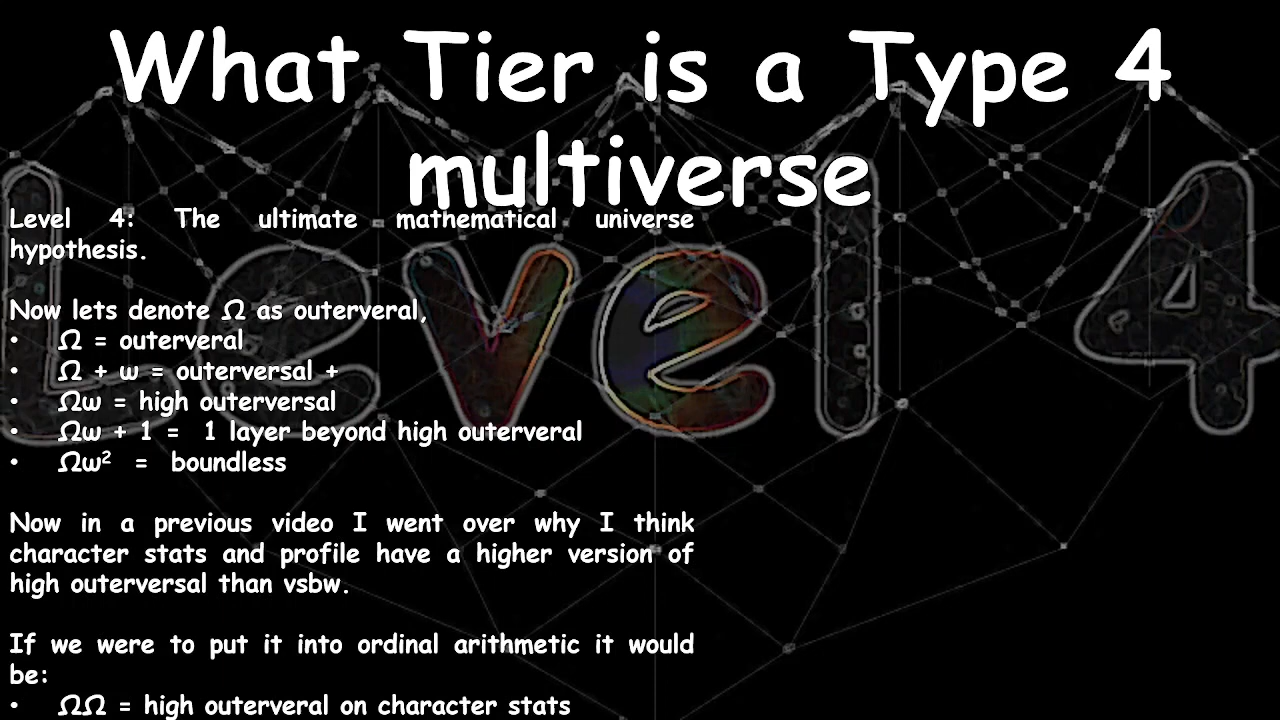 What Tier is a Type 4
multiverse
Level 4: The ultimate mathematical universe
hypothesis.
Now lets denote Ω as outerveral,
• Ω = outerveral
• Ω + ω = outerversal +
• Ωω = high outerversal
• Ωω + 1 = 1 layer beyond high outerveral
• Ωω² = boundless
Now in a previous video I went over why I think
character stats and profile have a higher version of
high outerversal than vsbw.
If we were to put it into ordinal arithmetic it would
be:
• ΩΩ = high outerveral on character stats
Level 4